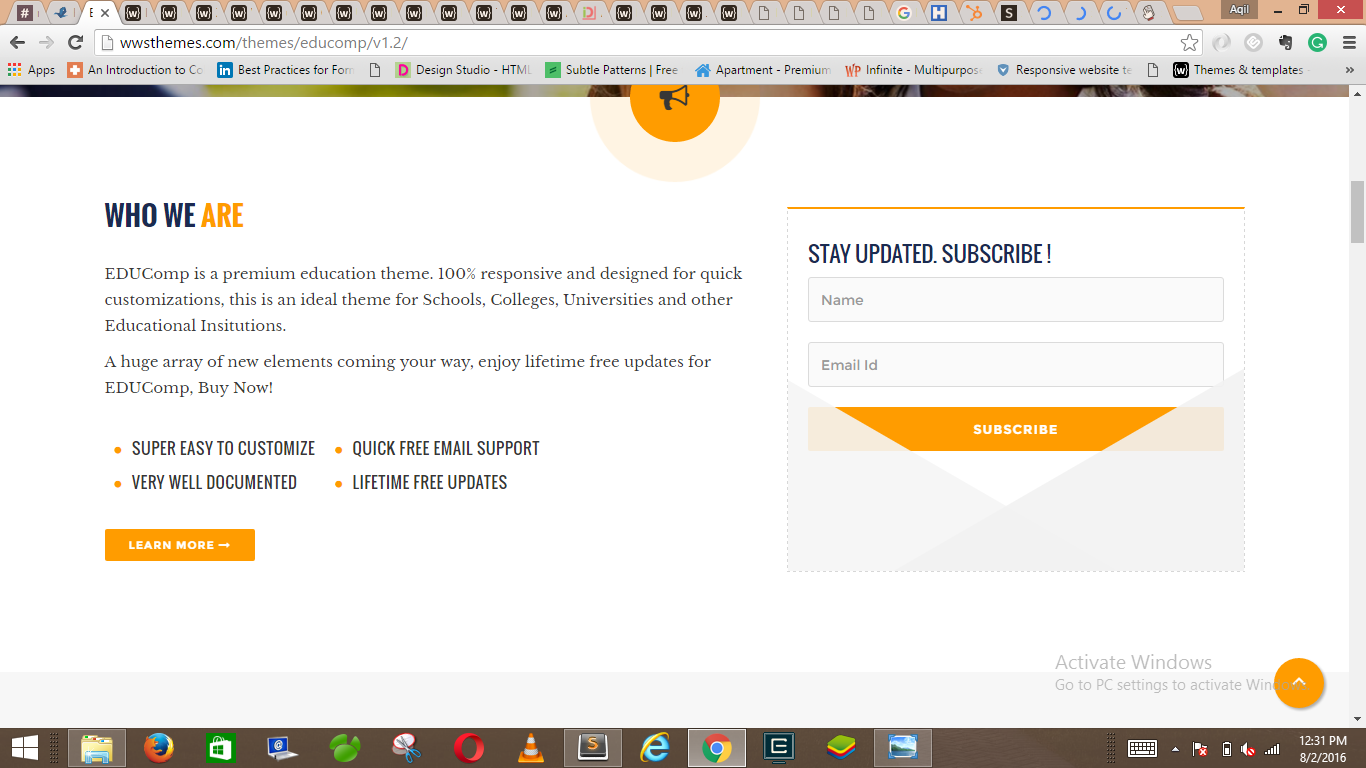 Aqil
wwsthemes.com/themes/educomp/v1.2/
Apps An Introduction to Co Best Practices for Form Design Studio - HTML Subtle Patterns | Free Apartment - Premium Infinite - Multipurpose Responsive website te Themes & templates »
WHO WE ARE
EDUComp is a premium education theme. 100% responsive and designed for quick
customizations, this is an ideal theme for Schools, Colleges, Universities and other
Educational Insitutions.
A huge array of new elements coming your way, enjoy lifetime free updates for
EDUComp, Buy Now!
SUPER EASY TO CUSTOMIZE
QUICK FREE EMAIL SUPPORT
VERY WELL DOCUMENTED
LIFETIME FREE UPDATES
LEARN MORE
STAY UPDATED. SUBSCRIBE !
Name
Email Id
SUBSCRIBE
Activate Windows
Go to PC settings to activate Windows.
12:31 PM
8/2/2016